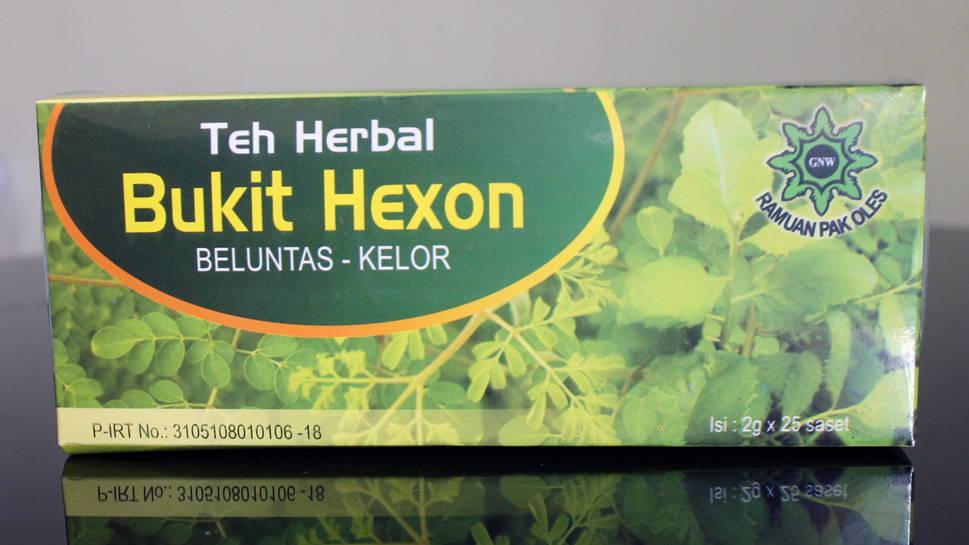 Teh Herbal
Bukit Hexon
BELUNTAS - KELOR
GNW
RAMUAN PAK OLES
P-IRT No.: 3105108010106 -18
Isi : 2g x 25 saset